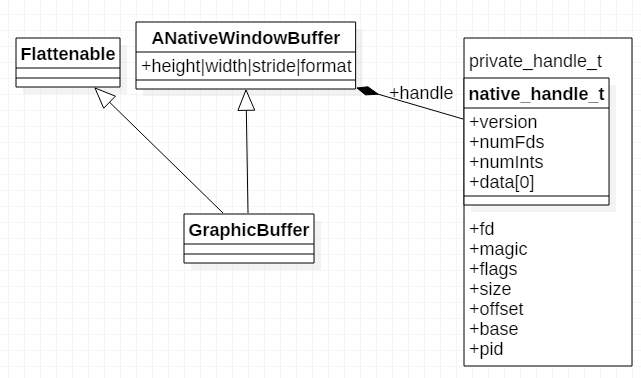 Flattenable
ANativeWindowBuffer
+height|width|stride|format
+handle
private_handle_t
native_handle_t
+version
+numFds
+numInts
+data[0]
+fd
+magic
+flags
+size
+offset
+base
+pid
GraphicBuffer